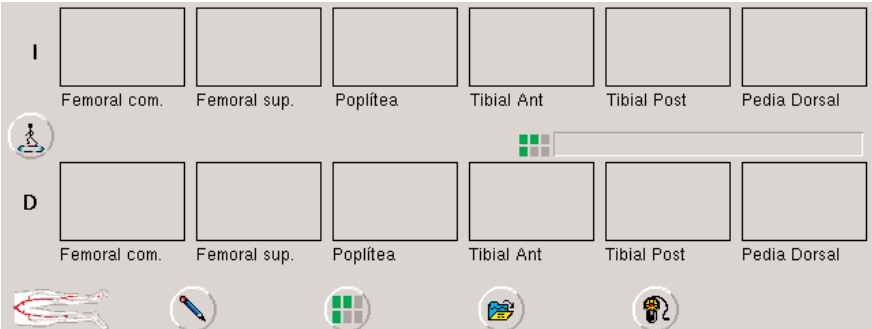 I
Femoral com. Femoral sup. Poplítea Tibial Ant Tibial Post Pedia Dorsal
D
Femoral com. Femoral sup. Poplítea Tibial Ant Tibial Post Pedia Dorsal